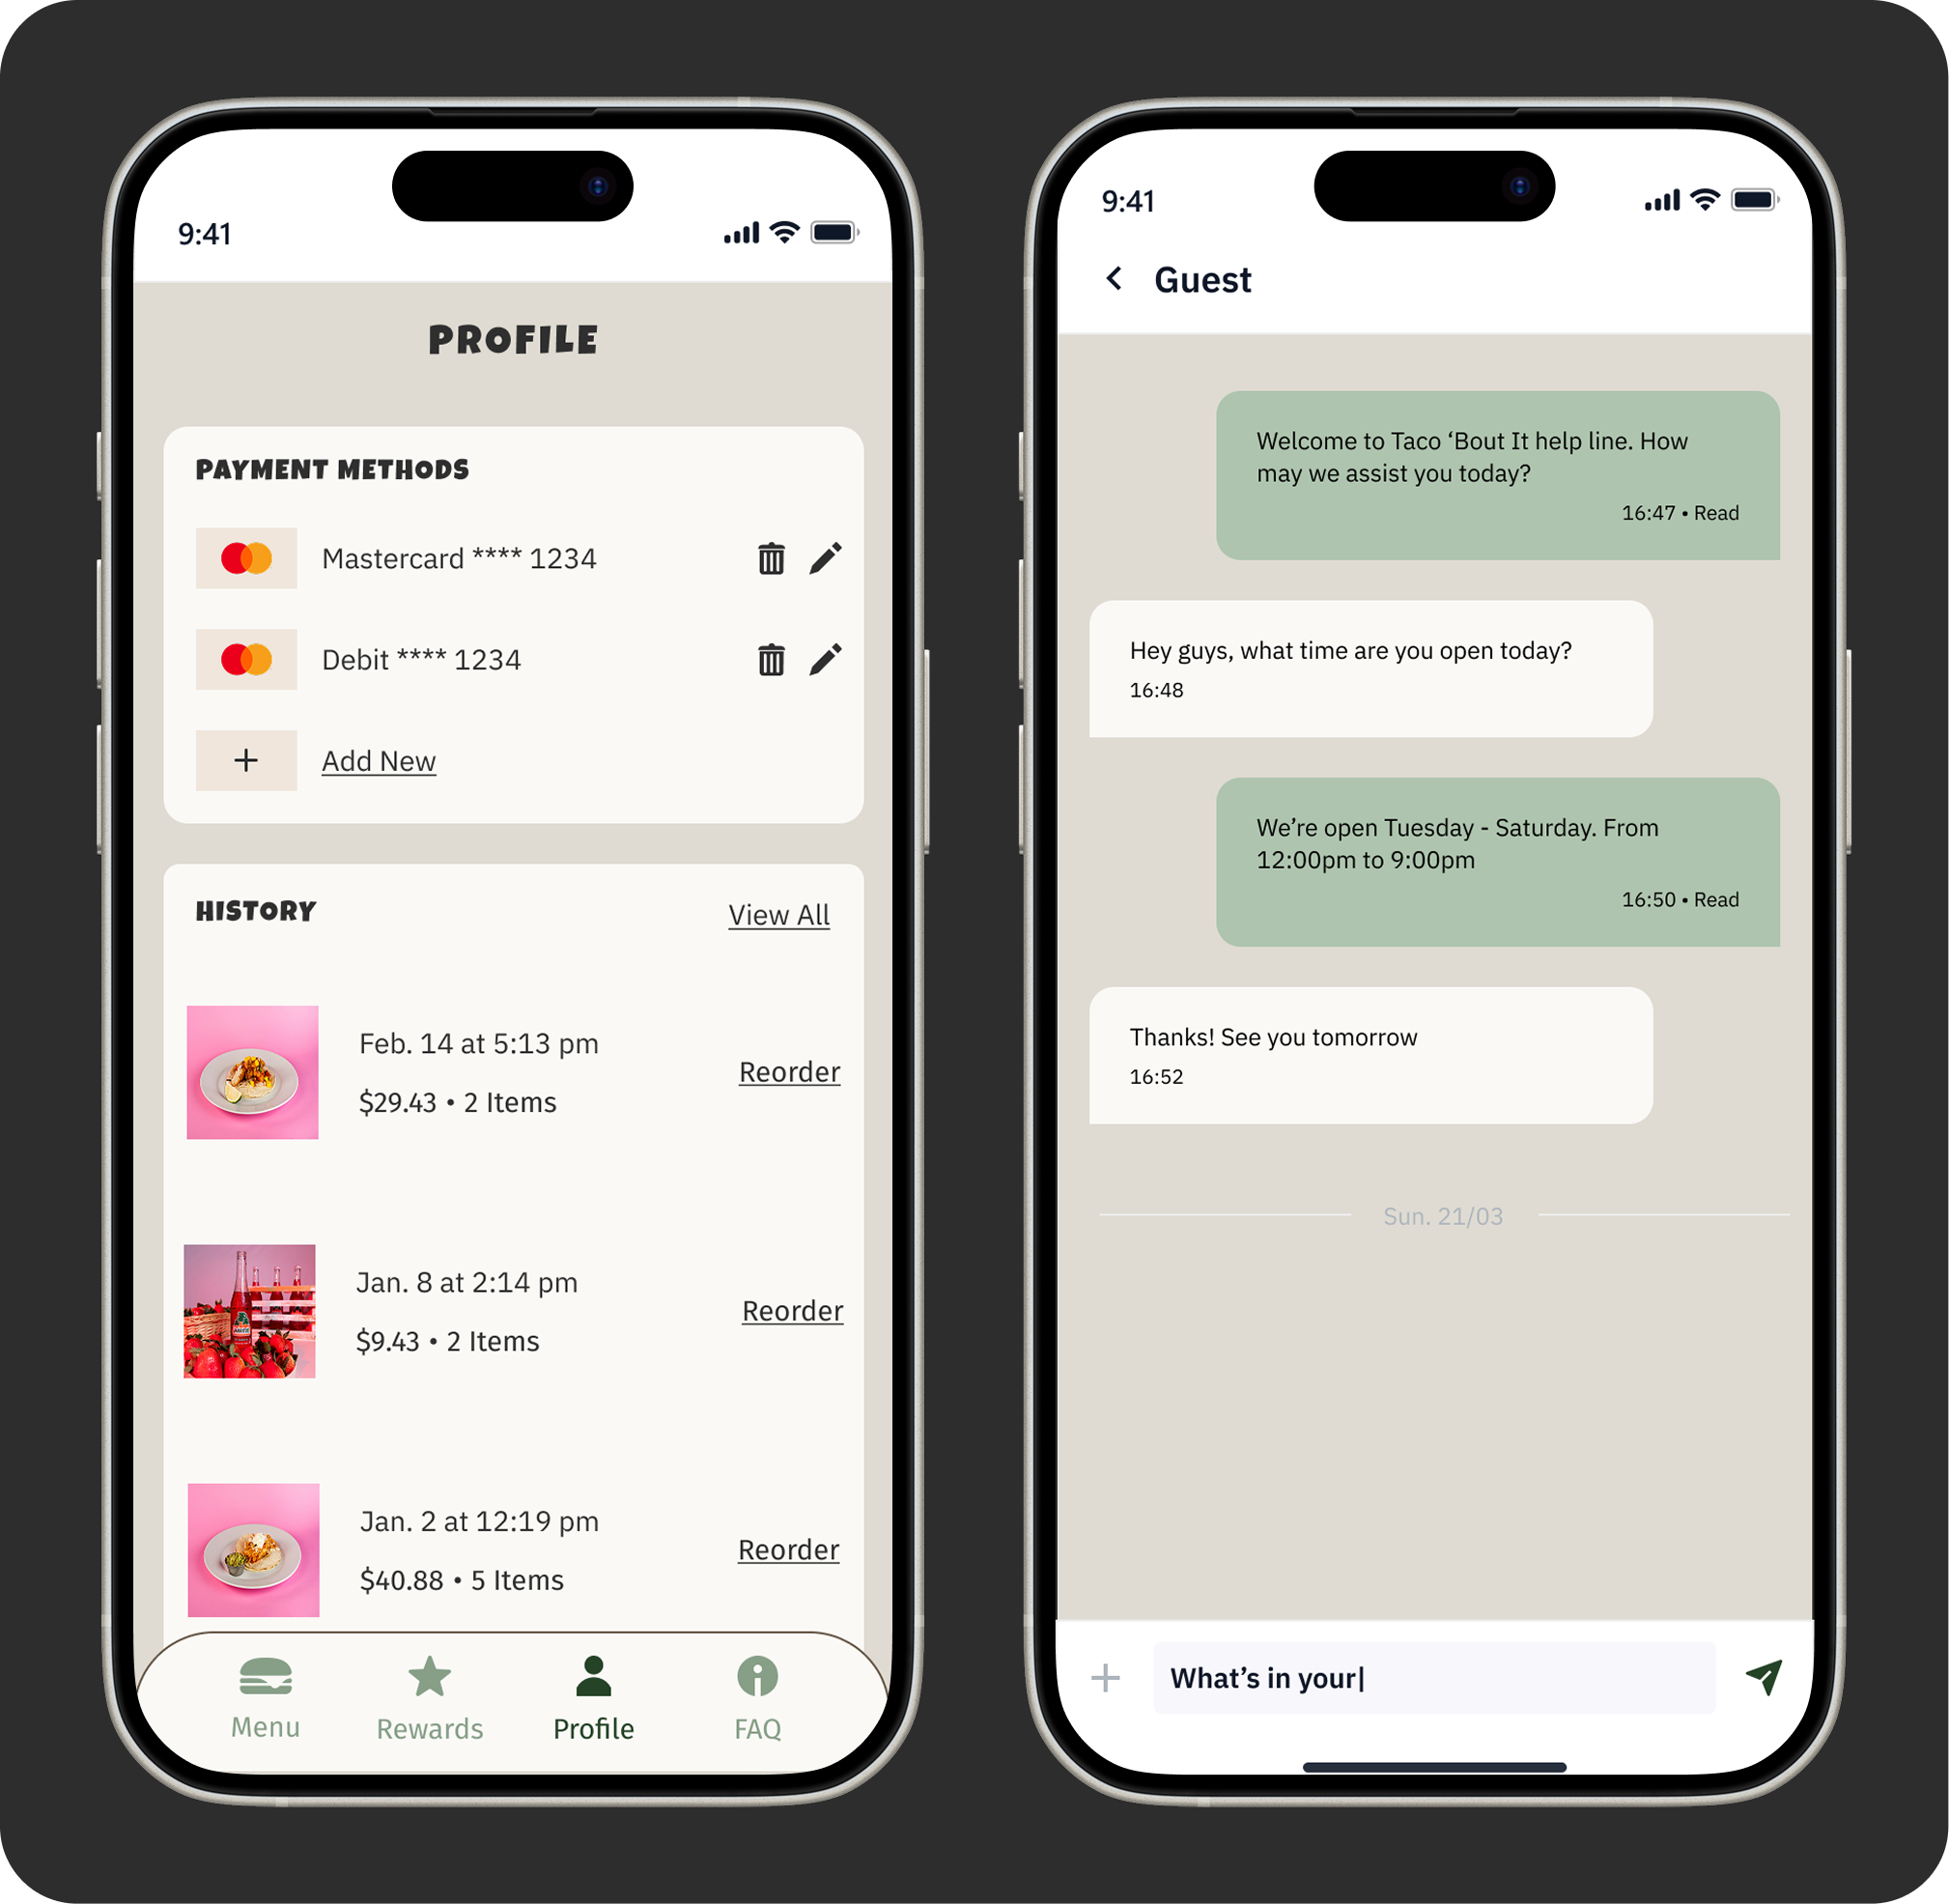 9:41
PROFILE
PAYMENT METHODS
Mastercard **** 1234
Debit **** 1234
Add New
HISTORY
View All
Feb. 14 at 5:13 pm
$29.43 • 2 Items
Reorder
Jan. 8 at 2:14 pm
$9.43 • 2 Items
Reorder
Jan. 2 at 12:19 pm
$40.88 • 5 Items
Reorder
Menu
Rewards
Profile
FAQ
9:41
Guest
Welcome to Taco ‘Bout It help line. How
may we assist you today?
16:47 • Read
Hey guys, what time are you open today?
16:48
We’re open Tuesday - Saturday. From
12:00pm to 9:00pm
16:50 • Read
Thanks! See you tomorrow
16:52
Sun. 21/03
What’s in your|